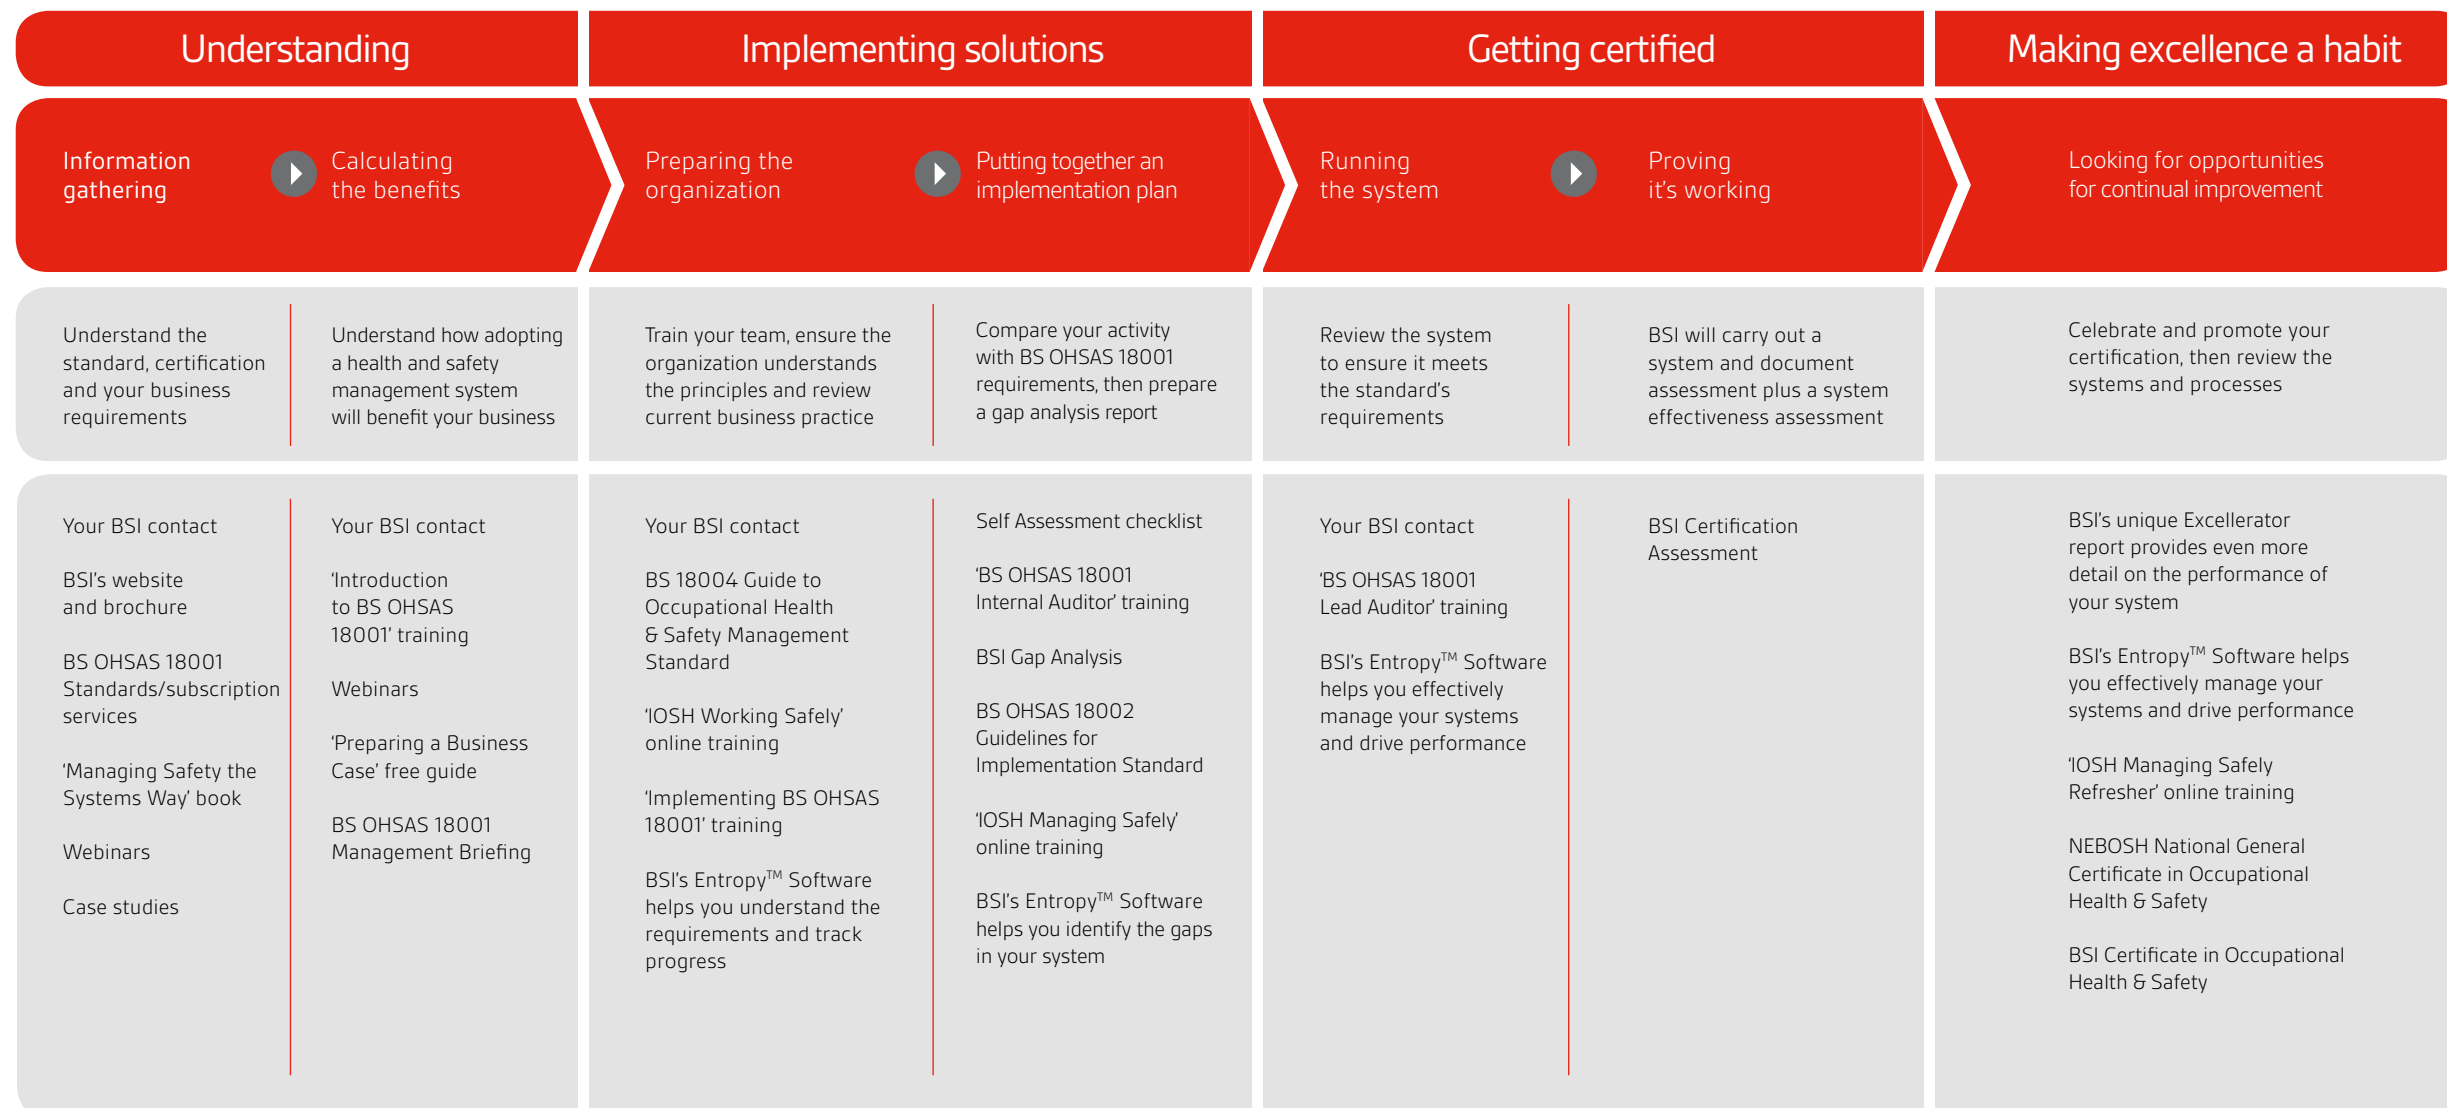 Understanding
Implementing solutions
Getting certified
Making excellence a habit
Information
gathering
Calculating
the benefits
Preparing the
organization
Putting together an
implementation plan
Running
the system
Proving
it’s working
Looking for opportunities
for continual improvement
Understand the
standard, certification
and your business
requirements
Understand how adopting
a health and safety
management system
will benefit your business
Train your team, ensure the
organization understands
the principles and review
current business practice
Compare your activity
with BS OHSAS 18001
requirements, then prepare
a gap analysis report
Review the system
to ensure it meets
the standard’s
requirements
BSI will carry out a
system and document
assessment plus a system
effectiveness assessment
Celebrate and promote your
certification, then review the
systems and processes
Your BSI contact
BSI’s website
and brochure
BS OHSAS 18001
Standards/subscription
services
‘Managing Safety the
Systems Way’ book
Webinars
Case studies
Your BSI contact
‘Introduction
to BS OHSAS
18001’ training
Webinars
‘Preparing a Business
Case’ free guide
BS OHSAS 18001
Management Briefing
Your BSI contact
BS 18004 Guide to
Occupational Health
& Safety Management
Standard
‘IOSH Working Safely’
online training
‘Implementing BS OHSAS
18001’ training
BSI’s Entropy™ Software
helps you understand the
requirements and track
progress
Self Assessment checklist
‘BS OHSAS 18001
Internal Auditor’ training
BSI Gap Analysis
BS OHSAS 18002
Guidelines for
Implementation Standard
‘IOSH Managing Safely’
online training
BSI’s Entropy™ Software
helps you identify the gaps
in your system
Your BSI contact
‘BS OHSAS 18001
Lead Auditor’ training
BSI’s Entropy™ Software
helps you effectively
manage your systems
and drive performance
BSI Certification
Assessment
BSI’s unique Excellerator
report provides even more
detail on the performance of
your system
BSI’s Entropy™ Software helps
you effectively manage your
systems and drive performance
‘IOSH Managing Safely
Refresher’ online training
NEBOSH National General
Certificate in Occupational
Health & Safety
BSI Certificate in Occupational
Health & Safety